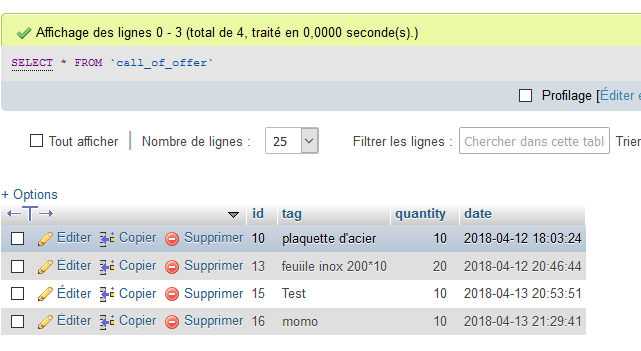 Affichage des lignes 0 - 3 (total de 4, traité en 0,0000 seconde(s).)
SELECT * FROM `call_of_offer`
Profilage [Éditer e
Tout afficher Nombre de lignes : 25 Filtrer les lignes : Chercher dans cette tabl Trier
+ Options
id tag quantity date
Éditer Copier Supprimer 10 plaquette d'acier 10 2018-04-12 18:03:24
Éditer Copier Supprimer 13 feuiile inox 200*10 20 2018-04-12 20:46:44
Éditer Copier Supprimer 15 Test 10 2018-04-13 20:53:51
Éditer Copier Supprimer 16 momo 10 2018-04-13 21:29:41